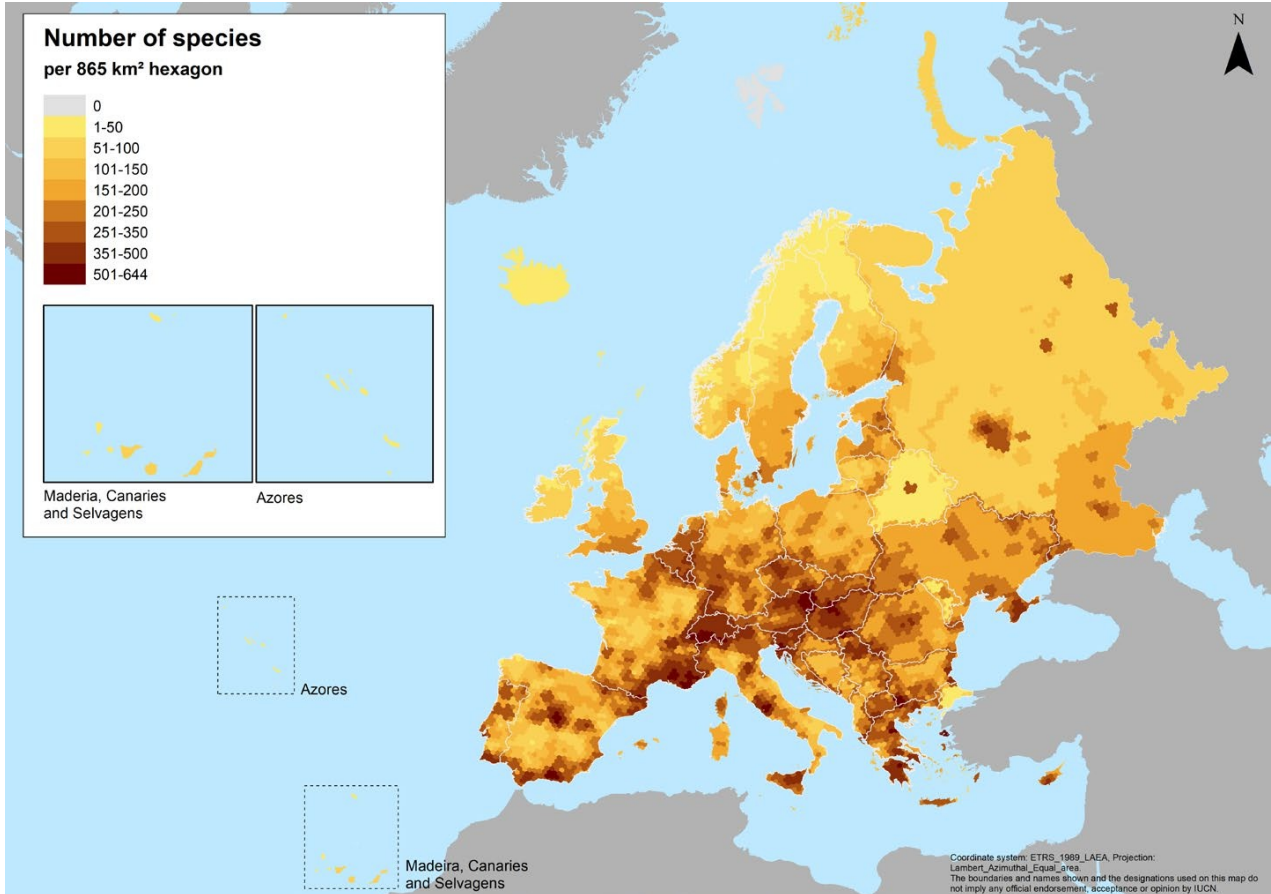 Number of species
per 865 km² hexagon
0
1-50
51-100
101-150
151-200
201-250
251-350
351-500
501-644
Maderia, Canaries
and Selvagens
Azores
N
Azores
Madeira, Canaries
and Selvagens
Coordinate system: ETRS_1989_LAEA, Projection:
Lambert_Azimuthal_Equal_area.
The boundaries and names shown and the designations used on this map do
not imply any official endorsement, acceptance or opinion by IUCN.